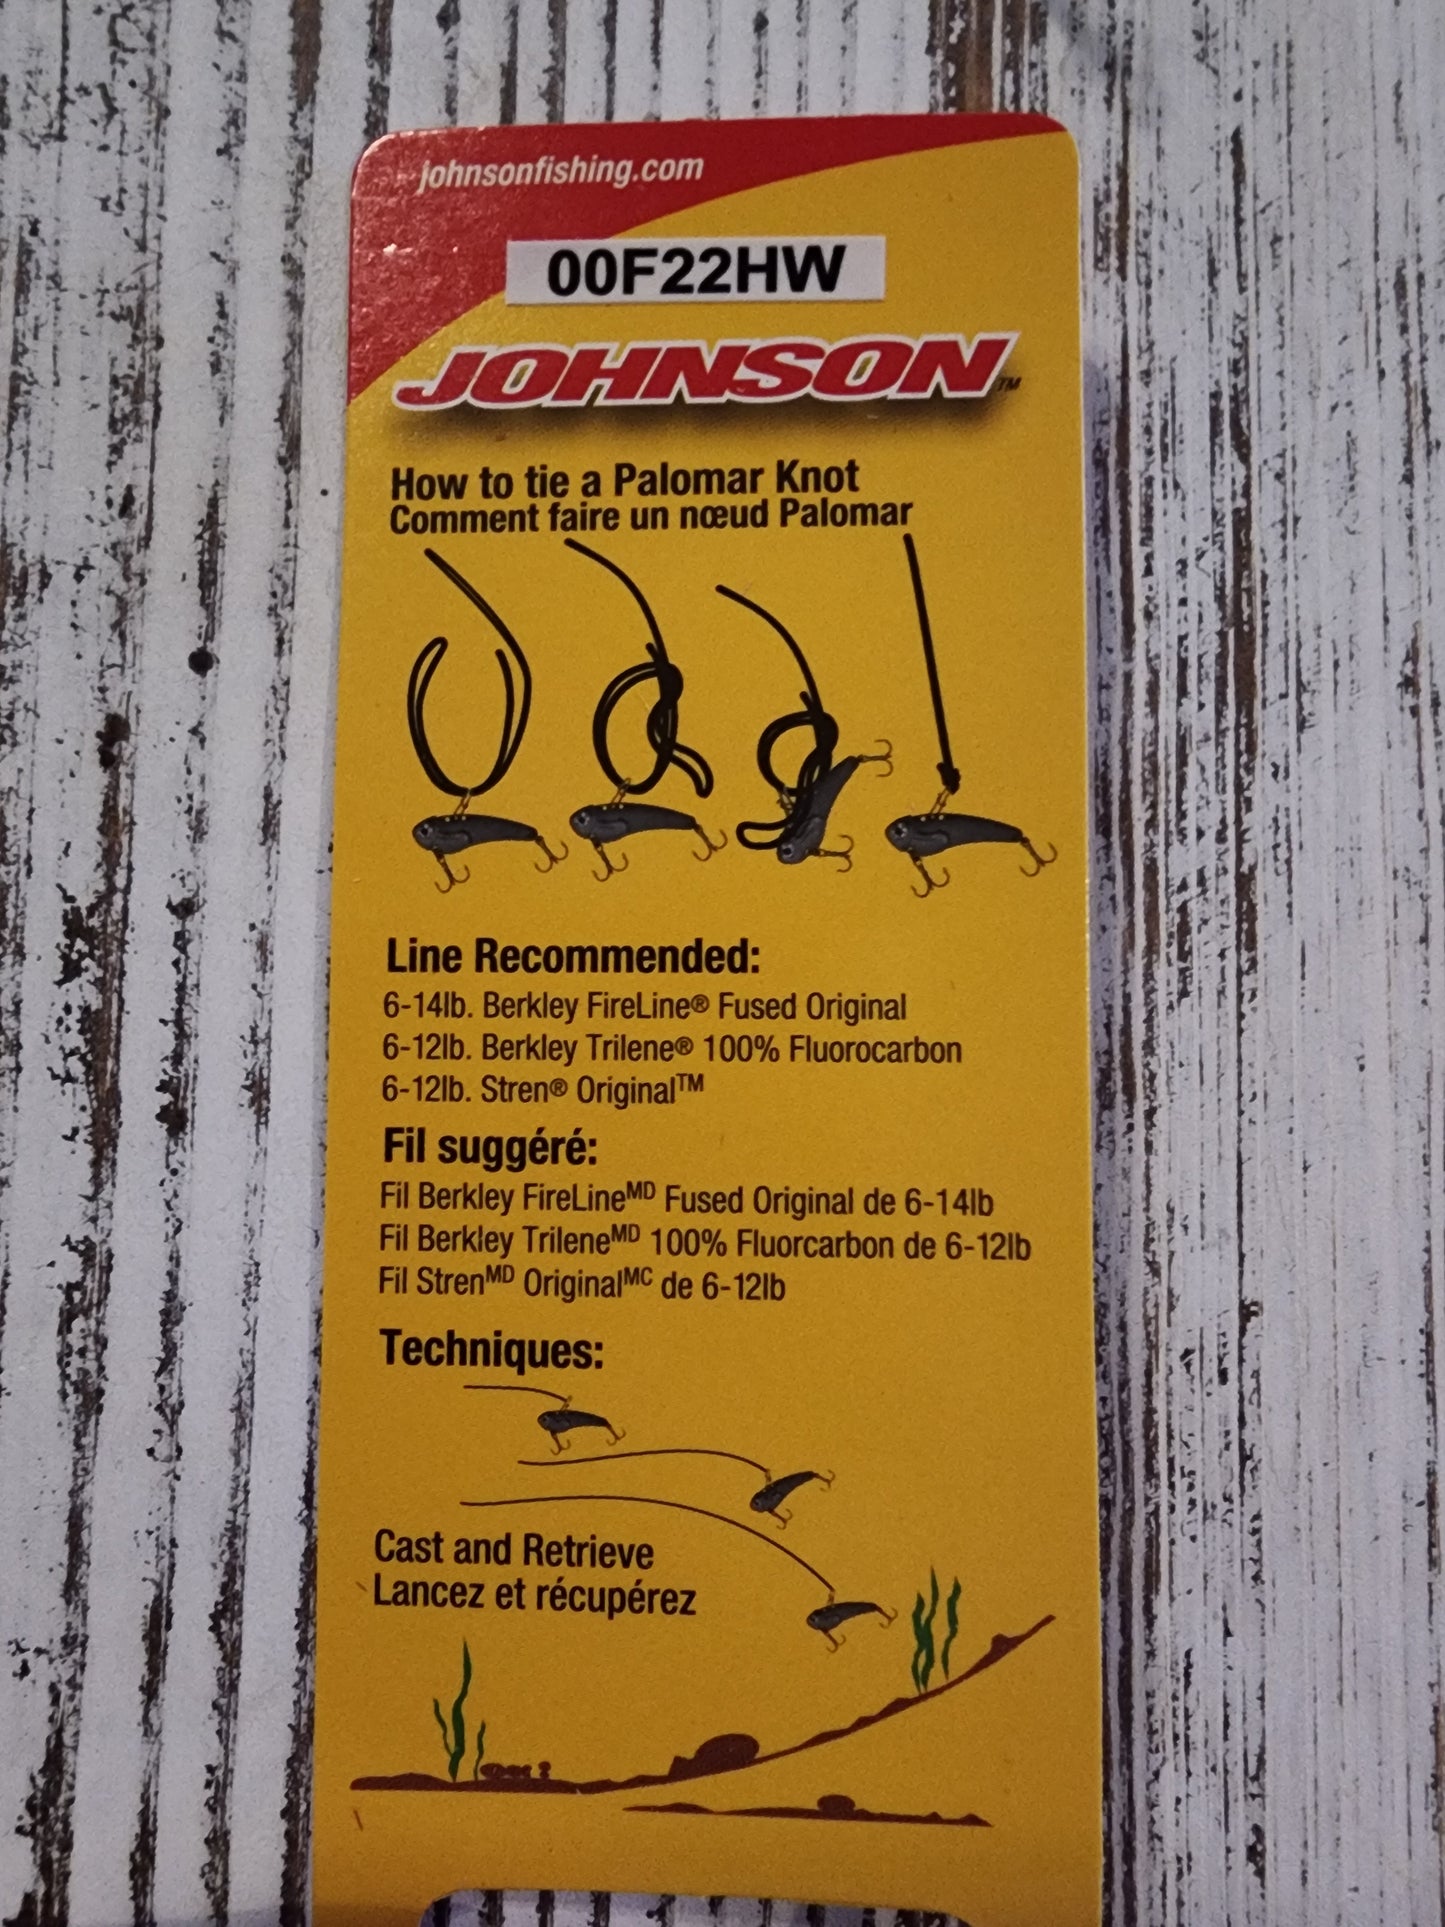 johnsonfishing.com
00F22HW
JOHNSON™
How to tie a Palomar Knot
Comment faire un nœud Palomar
Line Recommended:
6-14lb. Berkley FireLine® Fused Original
6-12lb. Berkley Trilene® 100% Fluorocarbon
6-12lb. Stren® Original™
Fil suggéré:
Fil Berkley FireLineᴹᴰ Fused Original de 6-14lb
Fil Berkley Trileneᴹᴰ 100% Fluorcarbon de 6-12lb
Fil Strenᴹᴰ Originalᴹᶜ de 6-12lb
Techniques:
Cast and Retrieve
Lancez et récupérez